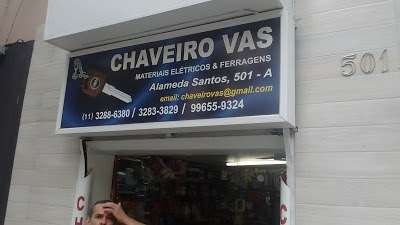 CHAVEIRO VAS
MATERIAIS ELÉTRICOS & FERRAGENS
Alameda Santos, 501 - A
email: chaveirovas@gmail.com
(11) 3288-6380 / 3283-3829 / 99655-9324
501
C
H